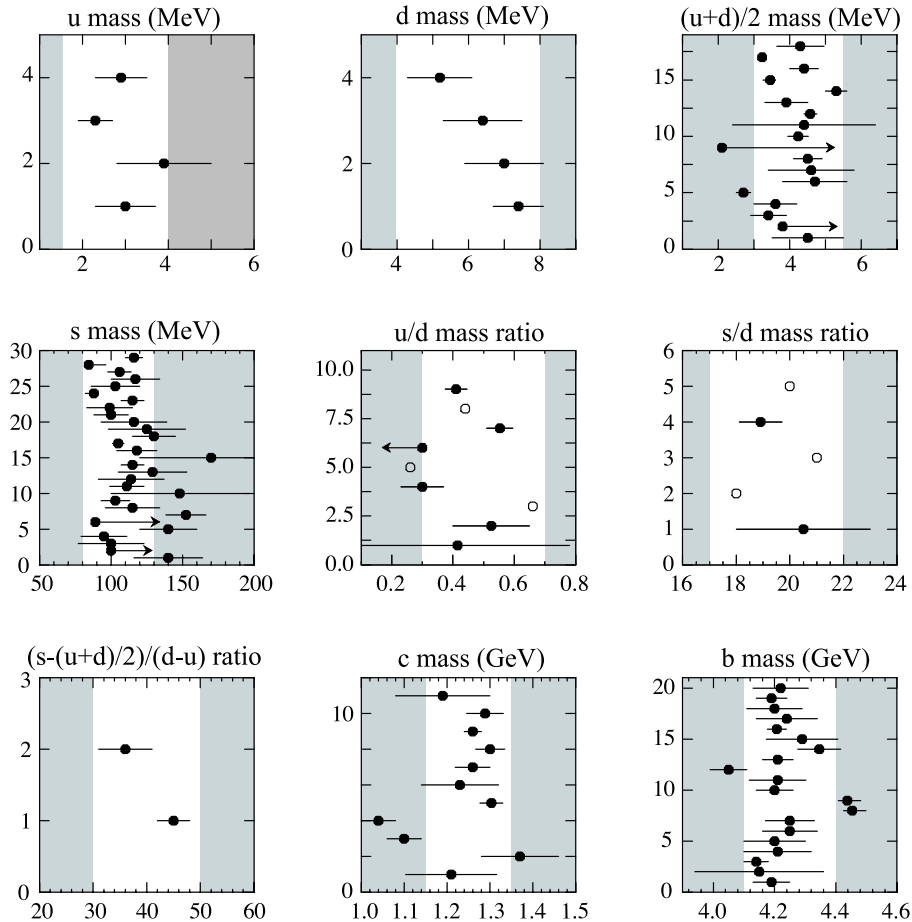 u mass (MeV)
d mass (MeV)
(u+d)/2 mass (MeV)
4
2
0
2 4 6
4
2
0
4 6 8
15
10
5
0
2 4 6
s mass (MeV)
u/d mass ratio
s/d mass ratio
30
25
20
15
10
5
0
50 100 150 200
10.0
7.5
5.0
2.5
0.0
0.2 0.4 0.6 0.8
6
5
4
3
2
1
0
16 18 20 22 24
(s-(u+d)/2)/(d-u) ratio
c mass (GeV)
b mass (GeV)
3
2
1
0
20 30 40 50 60
10
0
1.0 1.1 1.2 1.3 1.4 1.5
20
15
10
5
0
4.0 4.2 4.4 4.6